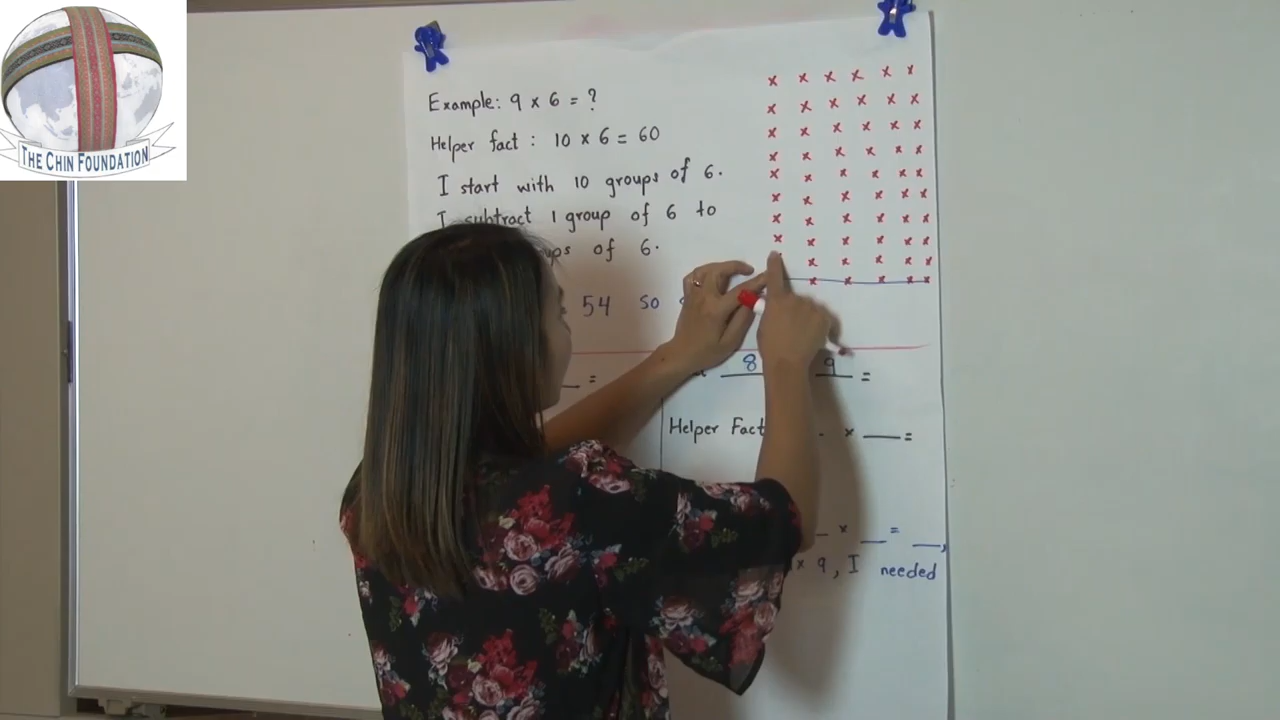 THE CHIN FOUNDATION
Example: 9 x 6 = ?
Helper fact : 10 x 6 = 60
I start with 10 groups of 6.
I subtract 1 group of 6 to
of 6.
54 so
=
8 9 =
Helper Fact x =
x = ,
x 9, I needed